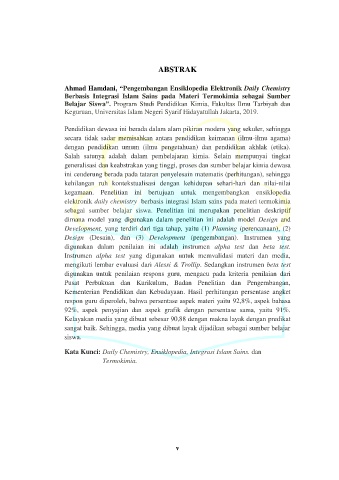 ABSTRAK
Ahmad Hamdani, “Pengembangan Ensiklopedia Elektronik Daily Chemistry
Berbasis Integrasi Islam Sains pada Materi Termokimia sebagai Sumber
Belajar Siswa”. Program Studi Pendidikan Kimia, Fakultas Ilmu Tarbiyah dan
Keguruan, Universitas Islam Negeri Syarif Hidayatullah Jakarta, 2019.
Pendidikan dewasa ini berada dalam alam pikiran modern yang sekuler, sehingga
secara tidak sadar memisahkan antara pendidikan keimanan (ilmu-ilmu agama)
dengan pendidikan umum (ilmu pengetahuan) dan pendidikan akhlak (etika).
Salah satunya adalah dalam pembelajaran kimia. Selain mempunyai tingkat
generalisasi dan keabstrakan yang tinggi, proses dan sumber belajar kimia dewasa
ini cenderung berada pada tataran penyelesaian matematis (perhitungan), sehingga
kehilangan ruh kontekstualisasi dengan kehidupan sehari-hari dan nilai-nilai
keagamaan. Penelitian ini bertujuan untuk mengembangkan ensiklopedia
elektronik daily chemistry berbasis integrasi Islam sains pada materi termokimia
sebagai sumber belajar siswa. Penelitian ini merupakan penelitian deskriptif
dimana model yang digunakan dalam penelitian ini adalah model Design and
Development, yang terdiri dari tiga tahap, yaitu (1) Planning (perencanaan), (2)
Design (Desain), dan (3) Development (pengembangan). Instrumen yang
digunakan dalam penilaian ini adalah instrumen alpha test dan beta test.
Instrumen alpha test yang digunakan untuk memvalidasi materi dan media,
mengikuti lembar evaluasi dari Alessi & Trollip. Sedangkan instrumen beta test
digunakan untuk penilaian respons guru, mengacu pada kriteria penilaian dari
Pusat Perbukuan dan Kurikulum, Badan Penelitian dan Pengembangan,
Kementerian Pendidikan dan Kebudayaan. Hasil perhitungan persentase angket
respon guru diperoleh, bahwa persentase aspek materi yaitu 92,8%, aspek bahasa
92%, aspek penyajian dan aspek grafik dengan persentase sama, yaitu 91%.
Kelayakan media yang dibuat sebesar 90,88 dengan makna layak dengan predikat
sangat baik. Sehingga, media yang dibuat layak dijadikan sebagai sumber belajar
siswa.
Kata Kunci: Daily Chemistry, Ensiklopedia, Integrasi Islam Sains. dan
Termokimia.
v